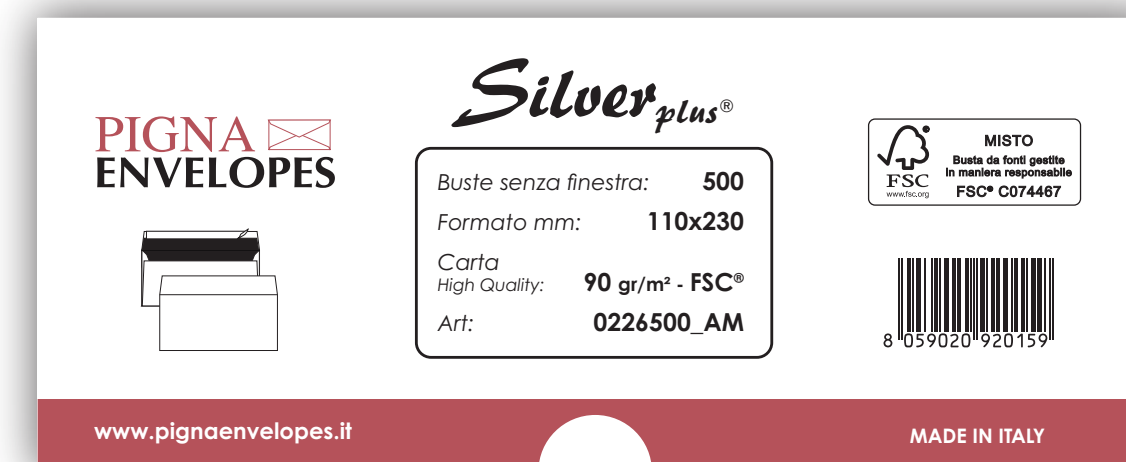 PIGNA
ENVELOPES
Silver plus®
Buste senza finestra: 500
Formato mm: 110x230
Carta
High Quality: 90 gr/m² - FSC®
Art: 0226500_AM
FSC
www.fsc.org
MISTO
Busta da fonti gestite
in maniera responsabile
FSC® C074467
8 059020 920159
www.pignaenvelopes.it
MADE IN ITALY